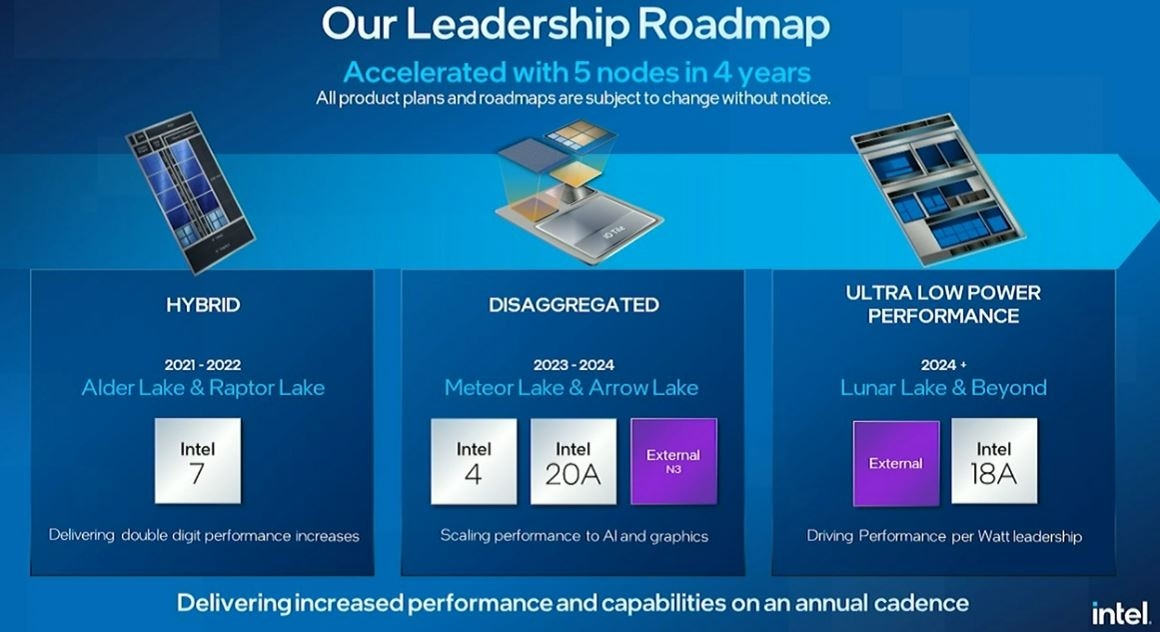 Our Leadership Roadmap
Accelerated with 5 nodes in 4 years
All product plans and roadmaps are subject to change without notice.
IO Tile
HYBRID
2021 - 2022
Alder Lake & Raptor Lake
Intel
7
Delivering double digit performance increases
DISAGGREGATED
2023 - 2024
Meteor Lake & Arrow Lake
Intel
4
Intel
20A
External
N3
Scaling performance to AI and graphics
ULTRA LOW POWER
PERFORMANCE
2024 +
Lunar Lake & Beyond
External
Intel
18A
Driving Performance per Watt leadership
Delivering increased performance and capabilities on an annual cadence
intel.